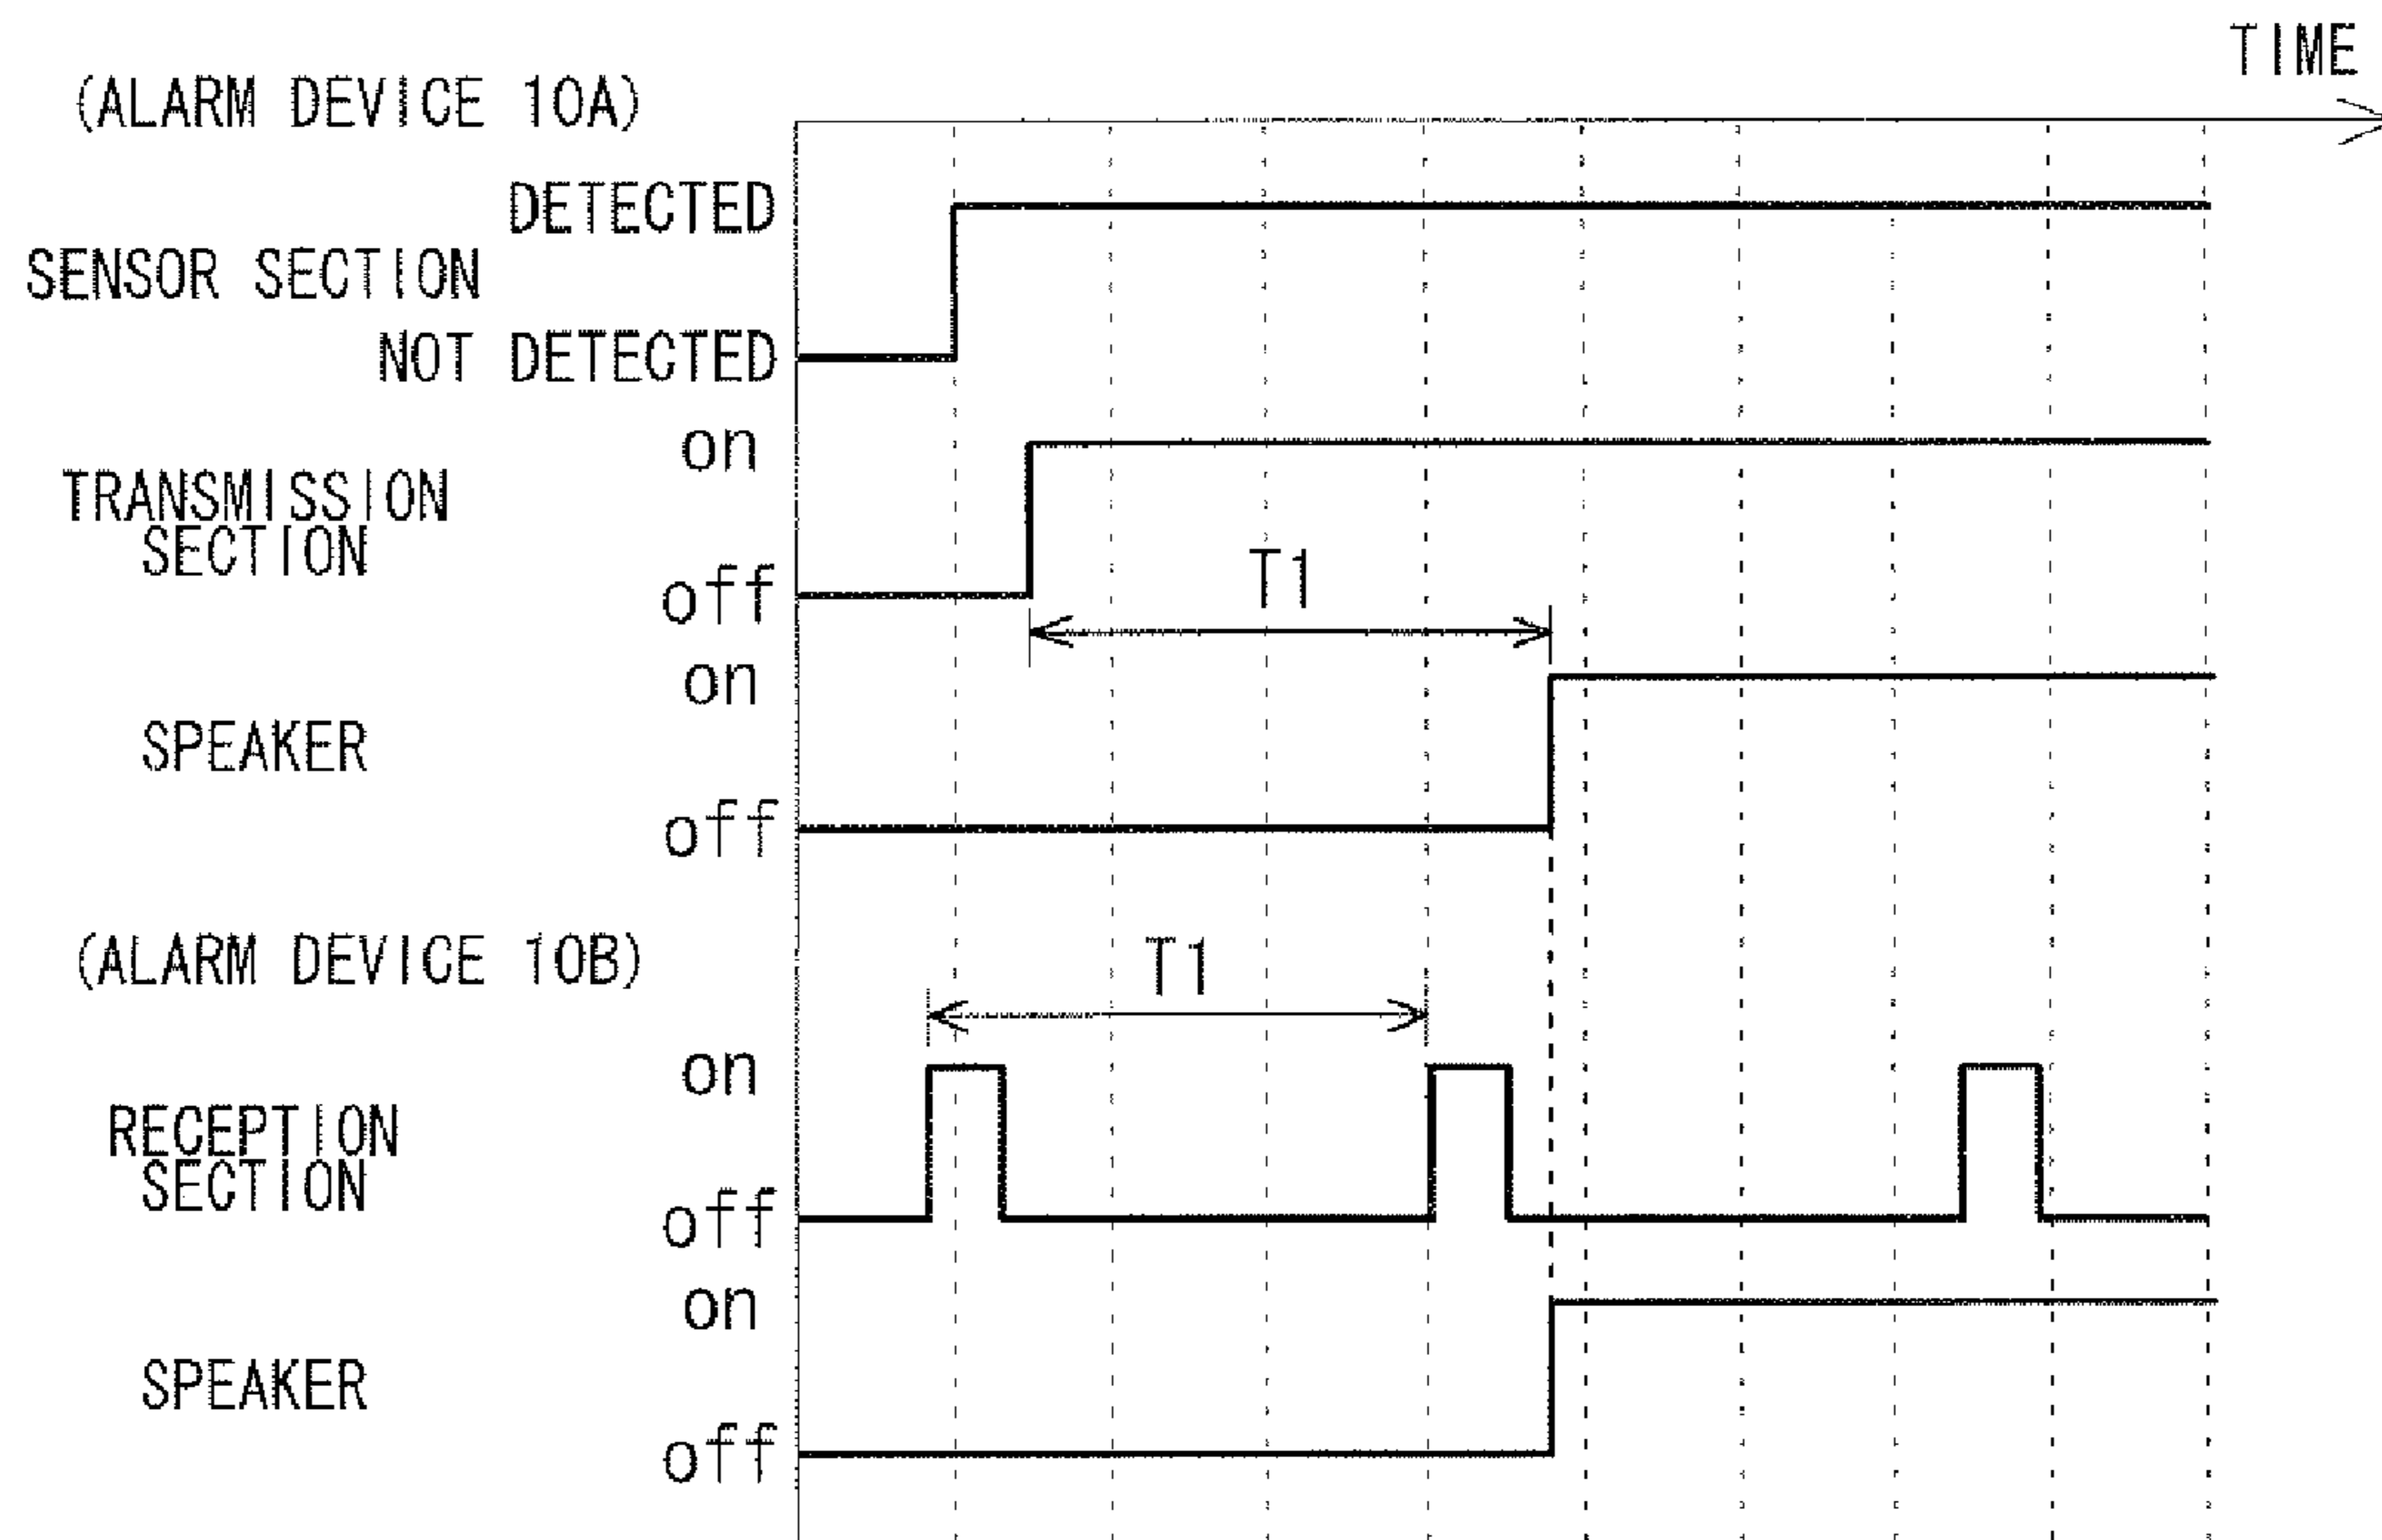 TIME
(ALARM DEVICE 10A)
DETECTED
SENSOR SECTION
NOT DETECTED
on
TRANSMISSION
SECTION
off
T1
on
SPEAKER
off
(ALARM DEVICE 10B)
T1
on
RECEPTION
SECTION
off
on
SPEAKER
off